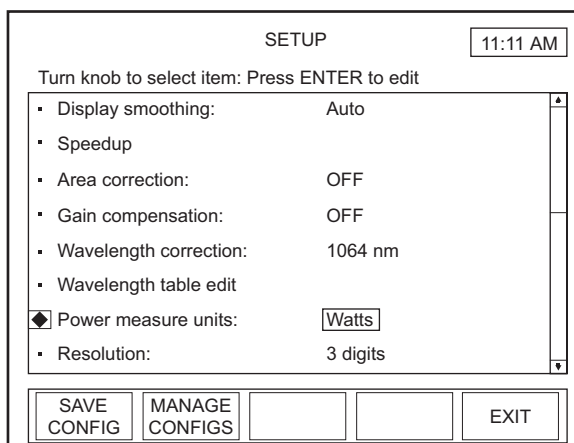 SETUP
11:11 AM
Turn knob to select item: Press ENTER to edit
Display smoothing: Auto
Speedup
Area correction: OFF
Gain compensation: OFF
Wavelength correction: 1064 nm
Wavelength table edit
Power measure units: Watts
Resolution: 3 digits
SAVE CONFIG
MANAGE CONFIGS
EXIT